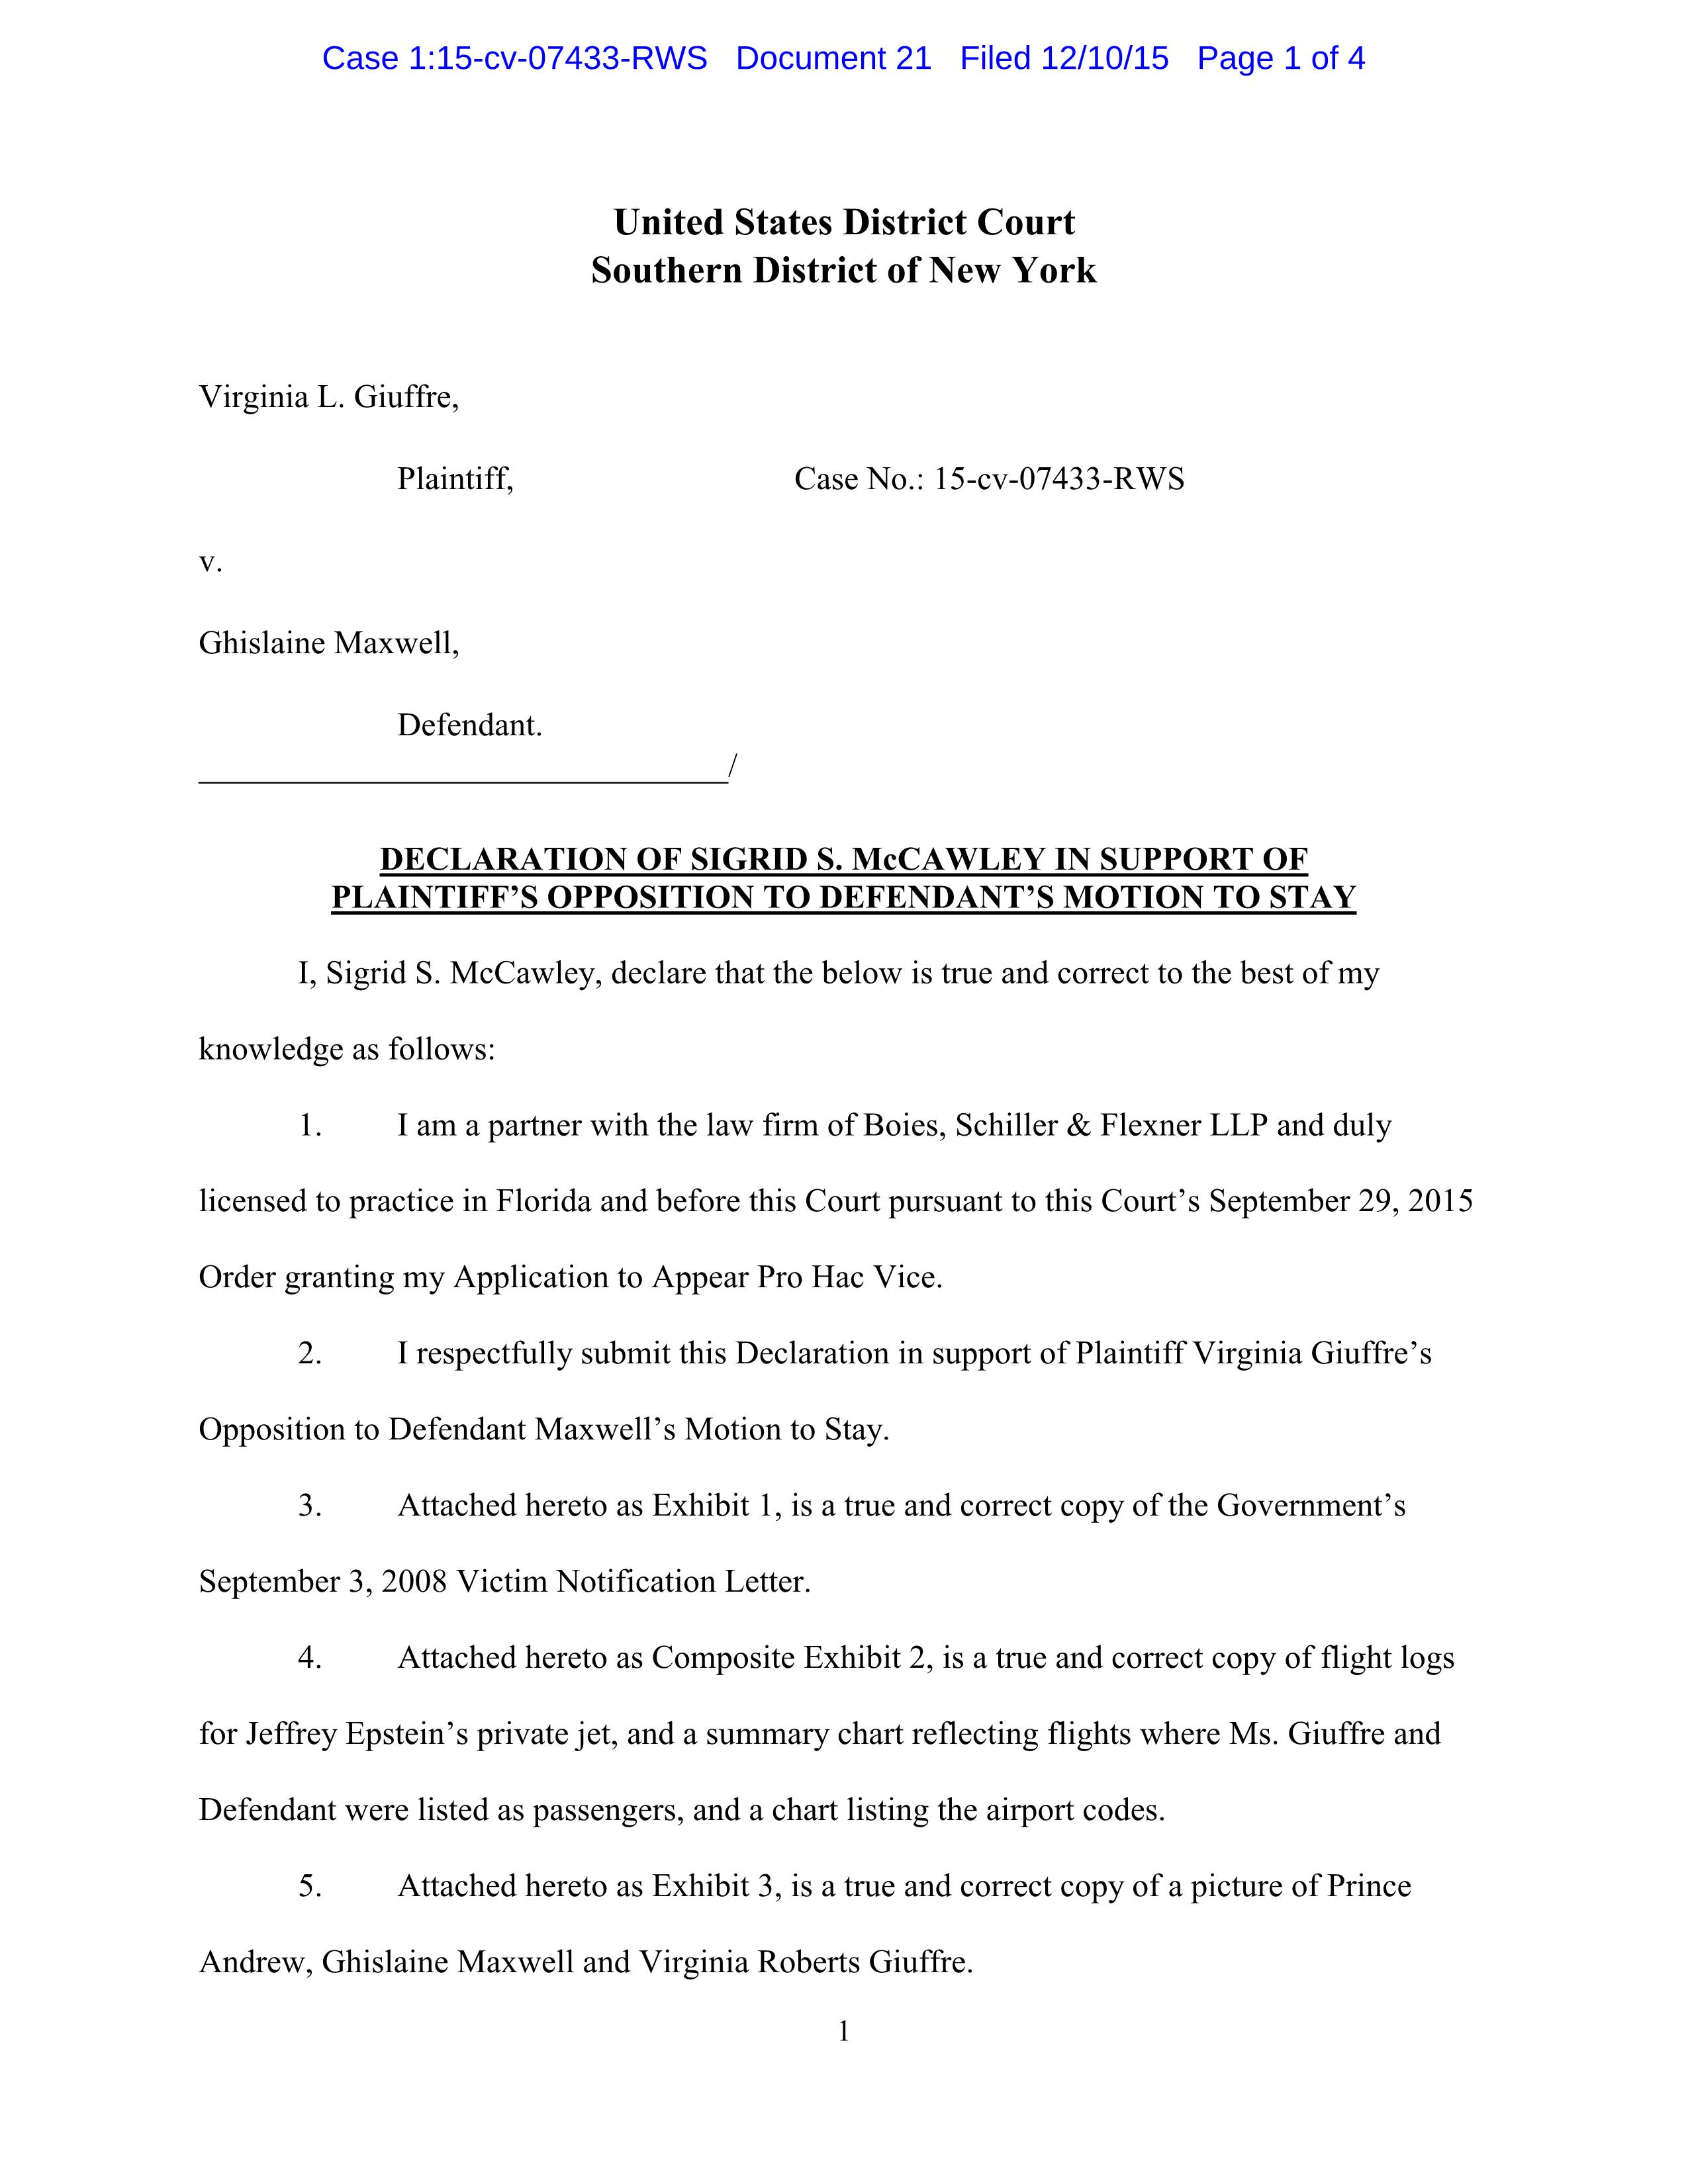 Case 1:15-cv-07433-RWS Document 21 Filed 12/10/15 Page 1 of 4
United States District Court
Southern District of New York
Virginia L. Giuffre,
Plaintiff, Case No.: 15-cv-07433-RWS
v.
Ghislaine Maxwell,
Defendant.
________________________________/
DECLARATION OF SIGRID S. McCAWLEY IN SUPPORT OF
PLAINTIFF’S OPPOSITION TO DEFENDANT’S MOTION TO STAY
I, Sigrid S. McCawley, declare that the below is true and correct to the best of my
knowledge as follows:
1. I am a partner with the law firm of Boies, Schiller & Flexner LLP and duly
licensed to practice in Florida and before this Court pursuant to this Court’s September 29, 2015
Order granting my Application to Appear Pro Hac Vice.
2. I respectfully submit this Declaration in support of Plaintiff Virginia Giuffre’s
Opposition to Defendant Maxwell’s Motion to Stay.
3. Attached hereto as Exhibit 1, is a true and correct copy of the Government’s
September 3, 2008 Victim Notification Letter.
4. Attached hereto as Composite Exhibit 2, is a true and correct copy of flight logs
for Jeffrey Epstein’s private jet, and a summary chart reflecting flights where Ms. Giuffre and
Defendant were listed as passengers, and a chart listing the airport codes.
5. Attached hereto as Exhibit 3, is a true and correct copy of a picture of Prince
Andrew, Ghislaine Maxwell and Virginia Roberts Giuffre.
1